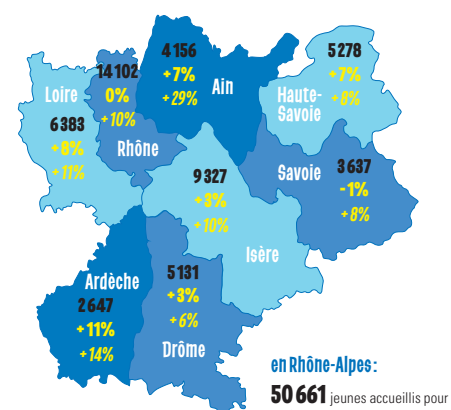 4 156
+7%
+29%
Ain
5 278
+7%
+8%
Haute-
Savoie
14 102
0%
+10%
Rhône
Loire
6 383
+8%
+11%
9 327
+3%
+10%
Isère
Savoie
3 637
-1%
+8%
Ardèche
2 647
+11%
+14%
5 131
+3%
+6%
Drôme
en Rhône-Alpes:
50 661 jeunes accueillis pour